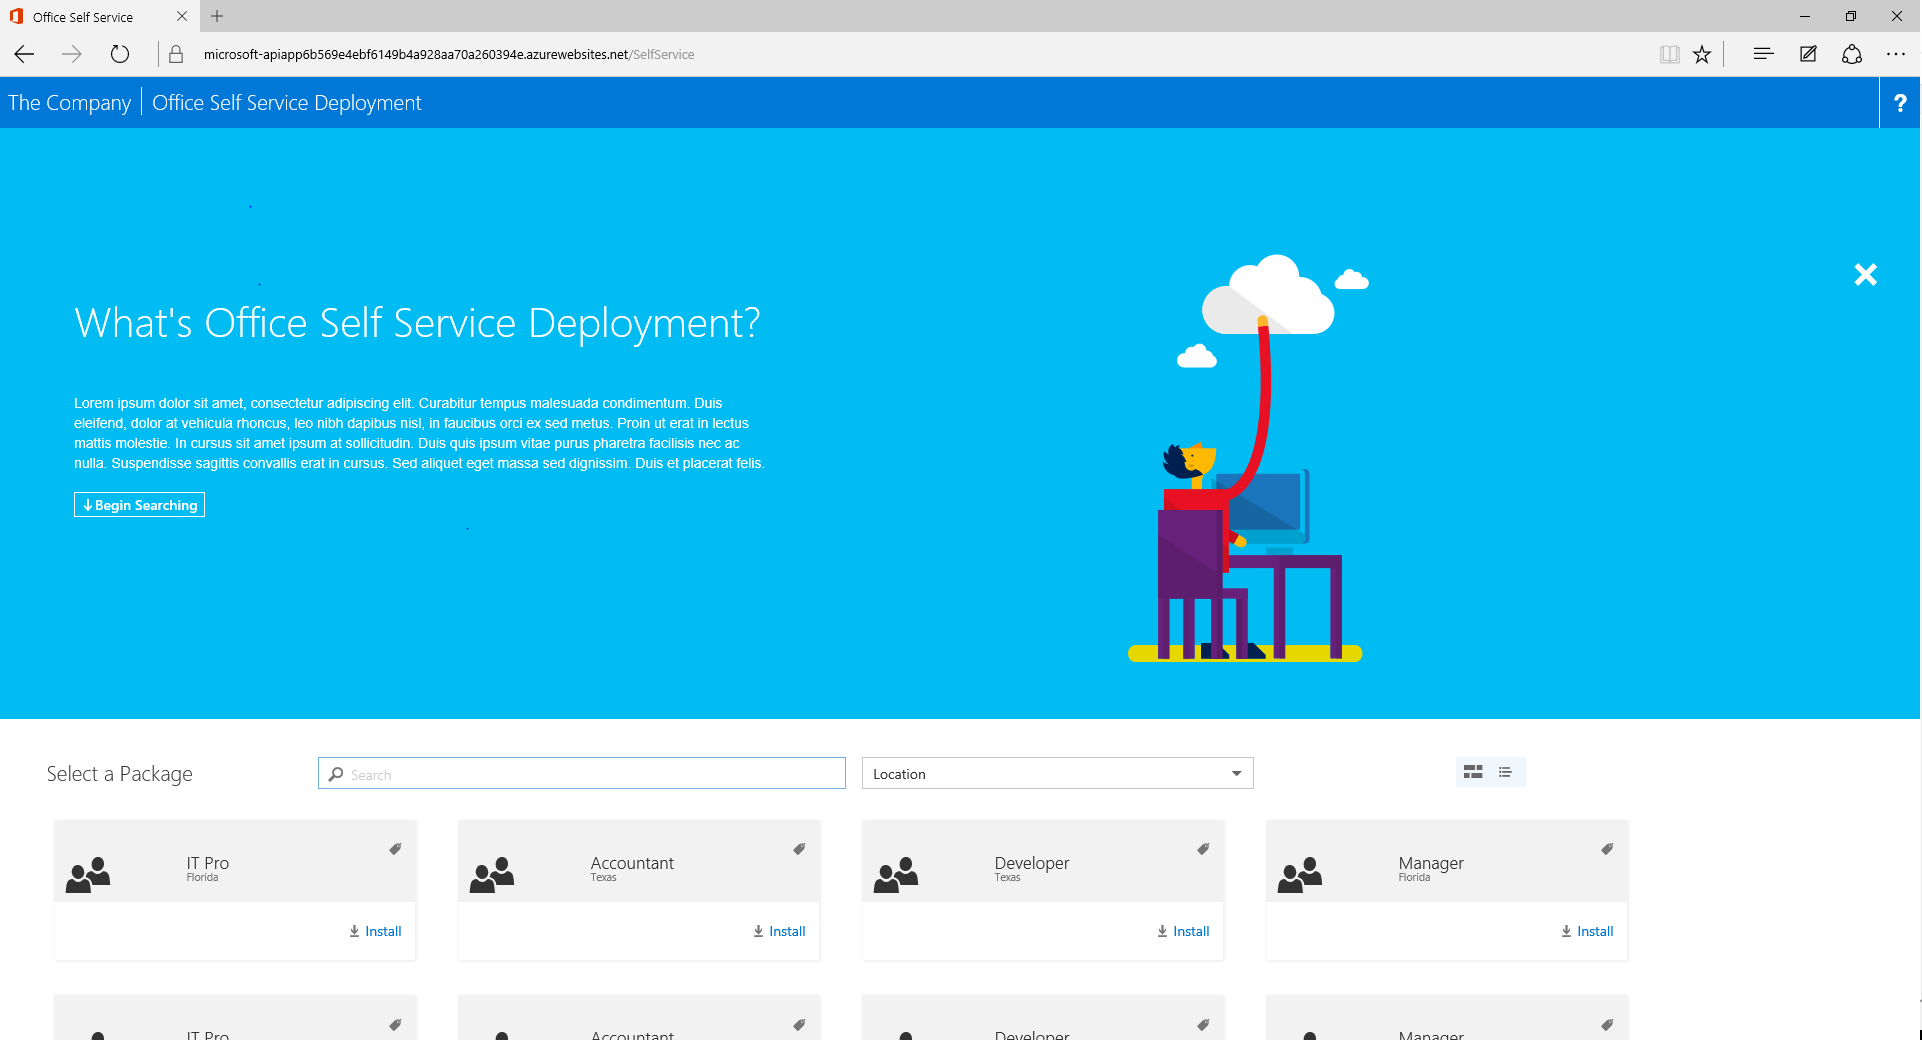 Office Self Service
microsoft-apiapp6b569e4ebf6149b4a928aa70a260394e.azurewebsites.net/SelfService
The Company Office Self Service Deployment ?
What's Office Self Service Deployment?
Lorem ipsum dolor sit amet, consectetur adipiscing elit. Curabitur tempus malesuada condimentum. Duis
eleifend, dolor at vehicula rhoncus, leo nibh dapibus nisl, in faucibus orci ex sed metus. Proin ut erat in lectus
mattis molestie. In cursus sit amet ipsum at sollicitudin. Duis quis ipsum vitae purus pharetra facilisis nec ac
nulla. Suspendisse sagittis convallis erat in cursus. Sed aliquet eget massa sed dignissim. Duis et placerat felis.
Begin Searching
Select a Package
Search
Location
IT Pro
Florida
Install
Accountant
Texas
Install
Developer
Texas
Install
Manager
Florida
Install
IT Pro
Accountant
Developer
Manager